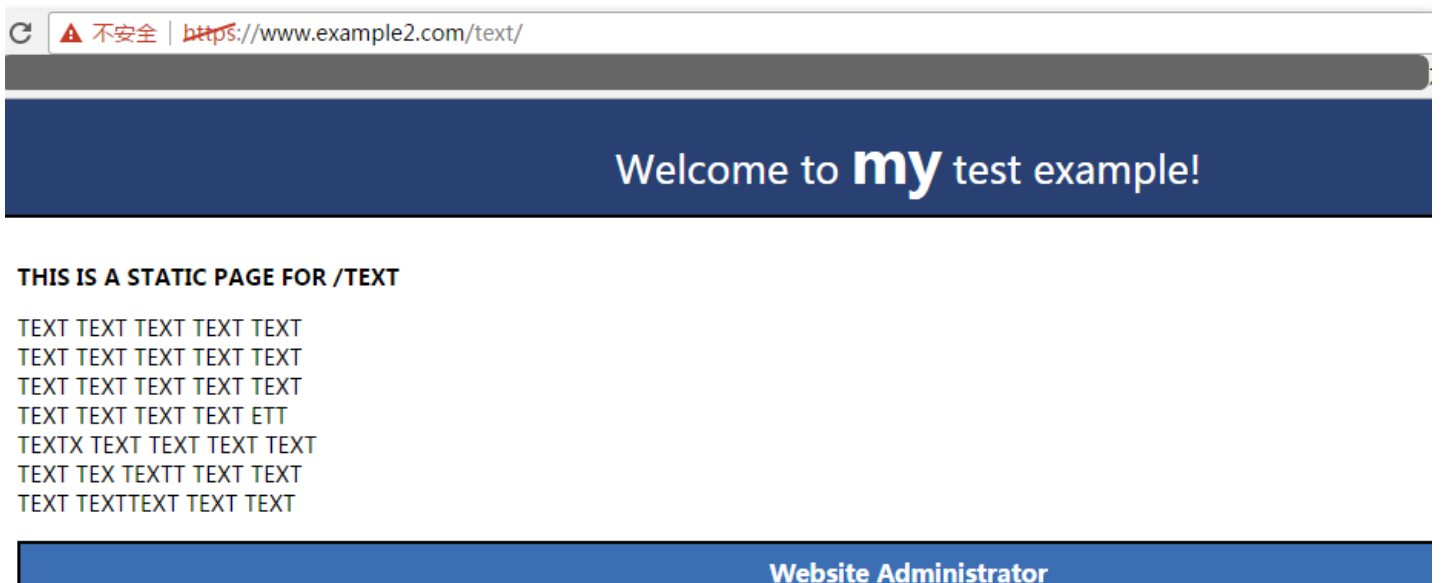 不安全 | https://www.example2.com/text/
Welcome to my test example!
THIS IS A STATIC PAGE FOR /TEXT
TEXT TEXT TEXT TEXT TEXT
TEXT TEXT TEXT TEXT TEXT
TEXT TEXT TEXT TEXT TEXT
TEXT TEXT TEXT TEXT ETT
TEXTX TEXT TEXT TEXT TEXT
TEXT TEX TEXTT TEXT TEXT
TEXT TEXTTEXT TEXT TEXT
Website Administrator